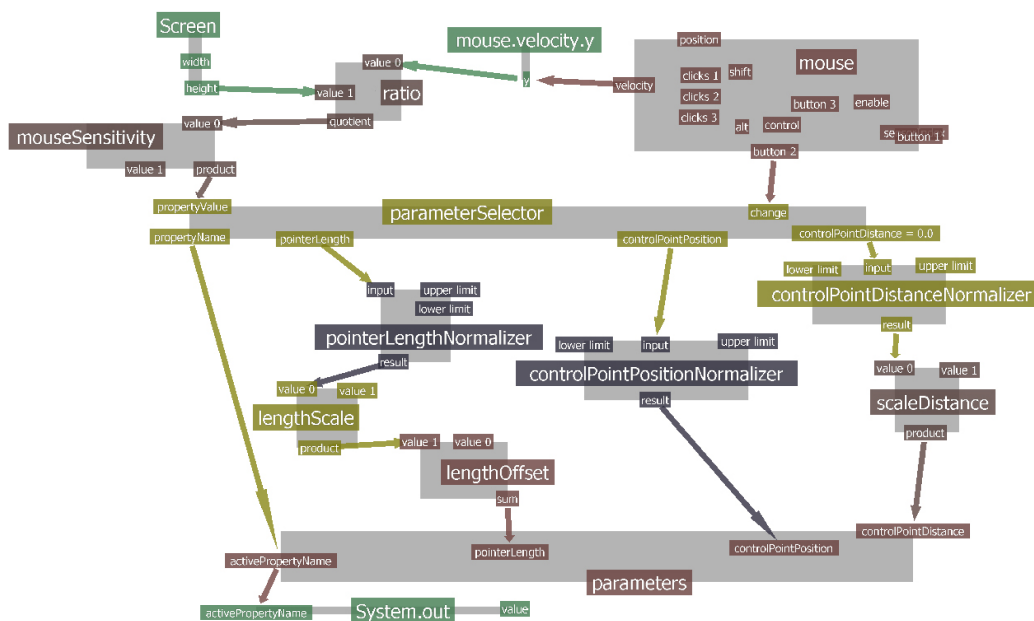 Screen
width
height
mouse.velocity.y
y
value 0
value 1
ratio
quotient
position
mouse
clicks 1
shift
velocity
clicks 2
clicks 3
button 3
enable
alt
control
button 1
button 2
value 0
mouseSensitivity
value 1
product
propertyValue
parameterSelector
change
propertyName
pointerLength
controlPointPosition
controlPointDistance = 0.0
input
upper limit
lower limit
pointerLengthNormalizer
result
lower limit
input
upper limit
controlPointPositionNormalizer
result
lower limit
input
upper limit
controlPointDistanceNormalizer
result
value 0
value 1
lengthScale
product
value 0
value 1
scaleDistance
product
value 1
value 0
lengthOffset
sum
activePropertyName
pointerLength
controlPointPosition
controlPointDistance
parameters
activePropertyName
System.out
value